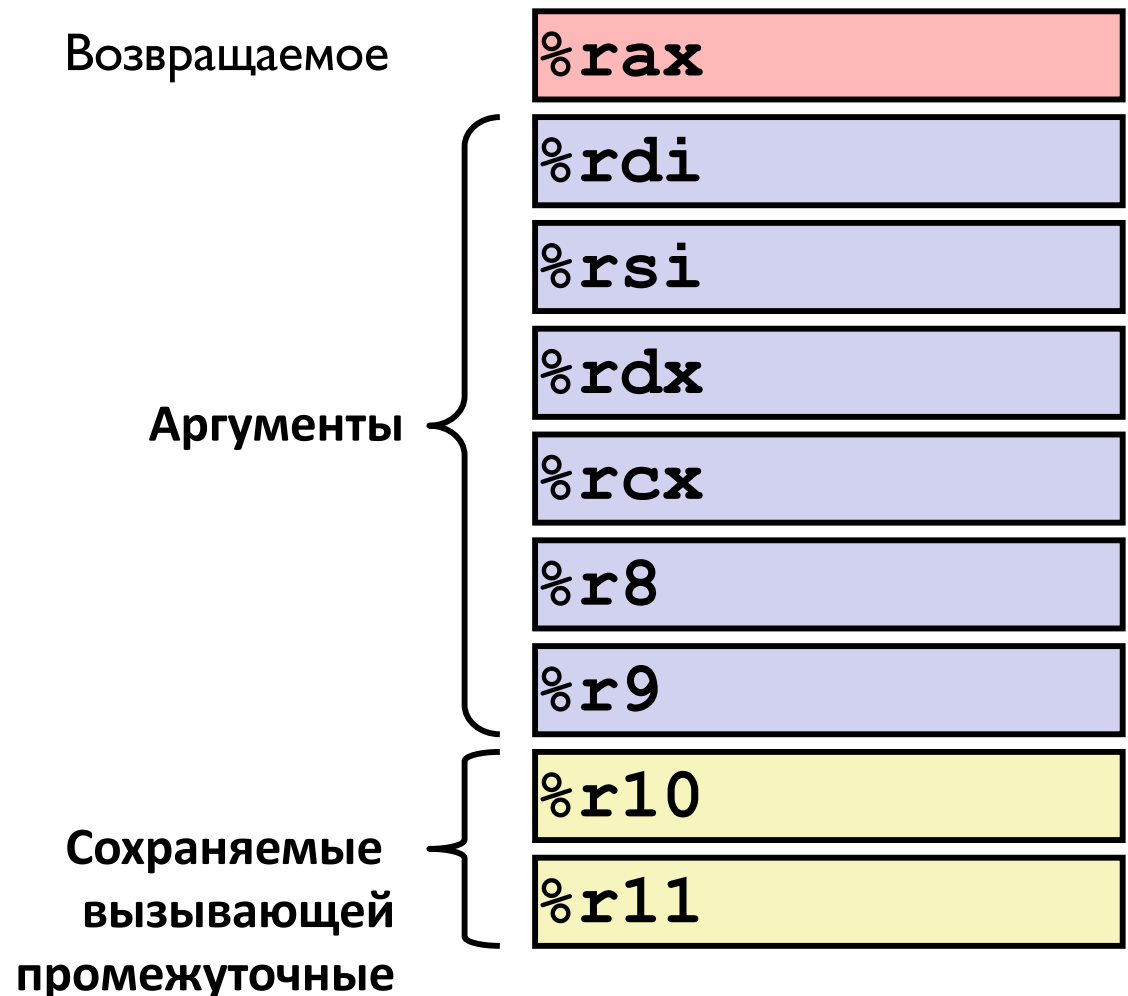 Возвращаемое
%rax
%rdi
%rsi
%rdx
Аргументы
%rcx
%r8
%r9
%r10
Сохраняемые
вызывающей
промежуточные
%r11